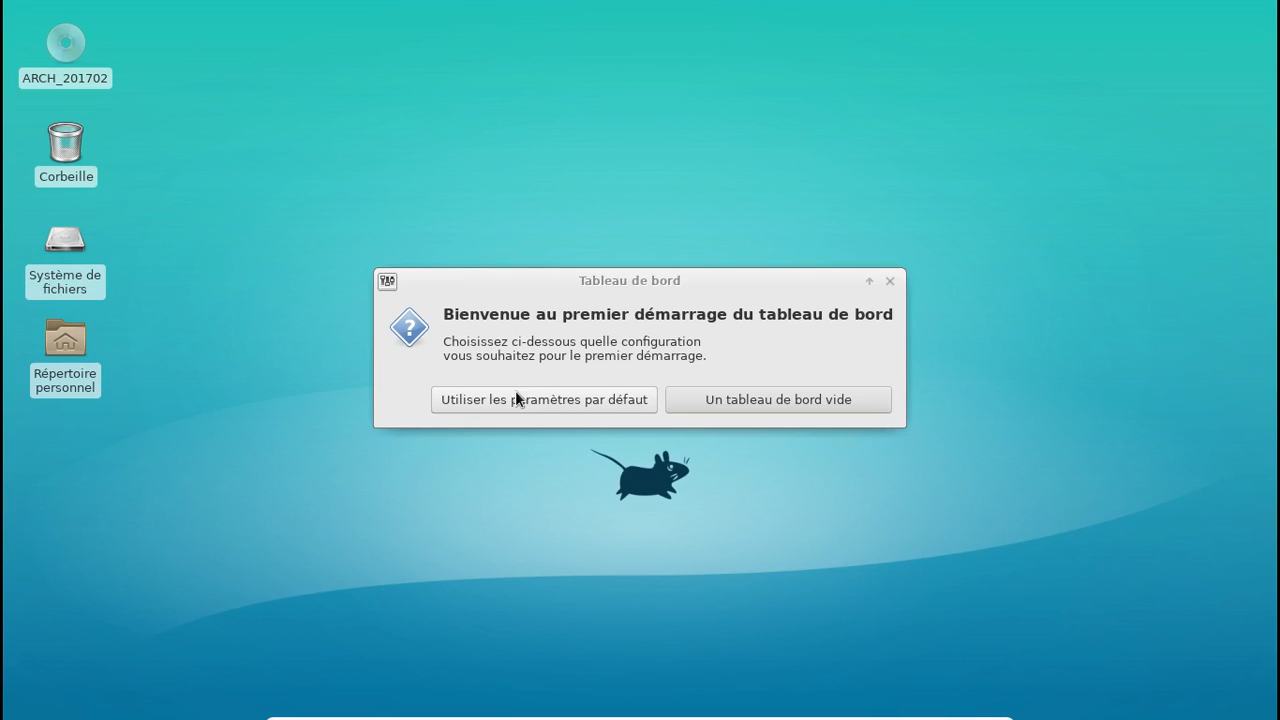 ARCH_201702
Corbeille
Système de
fichiers
Répertoire
personnel
Tableau de bord
Bienvenue au premier démarrage du tableau de bord
Choisissez ci-dessous quelle configuration
vous souhaitez pour le premier démarrage.
Utiliser les paramètres par défaut
Un tableau de bord vide